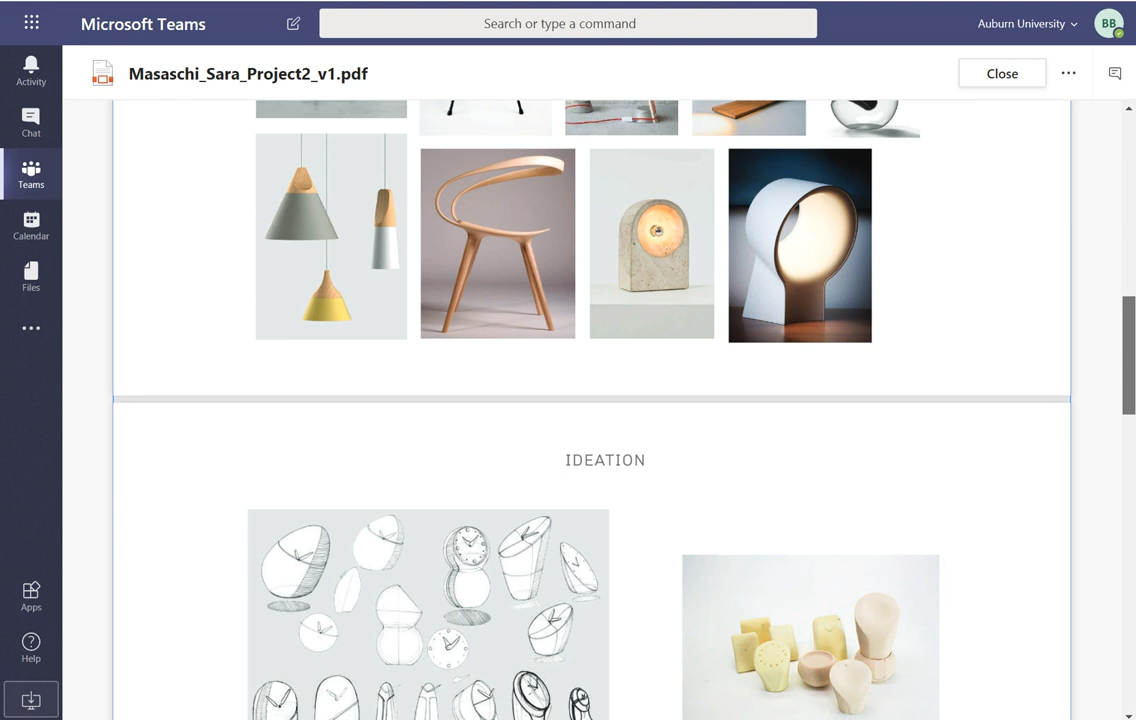 Microsoft Teams
Search or type a command
Auburn University
BB
Activity
Chat
Teams
Calendar
Files
Apps
Help
Masaschi_Sara_Project2_v1.pdf
Close
IDEATION